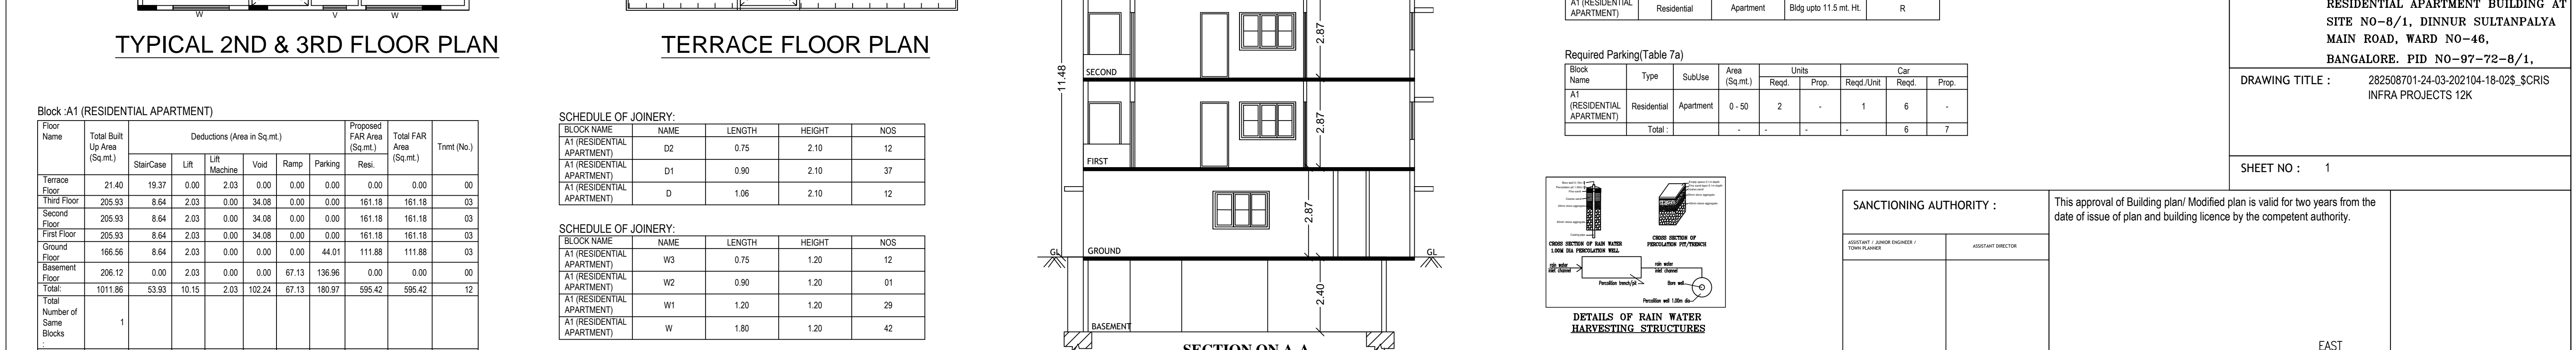 W
V
W
TYPICAL 2ND & 3RD FLOOR PLAN
Block :A1 (RESIDENTIAL APARTMENT)
Floor Name | Total Built Up Area (Sq.mt.) | Deductions (Area in Sq.mt.) | Proposed FAR Area (Sq.mt.) | Total FAR Area (Sq.mt.) | Tnmt (No.)
StairCase | Lift | Lift Machine | Void | Ramp | Parking | Resi.
Terrace Floor | 21.40 | 19.37 | 0.00 | 2.03 | 0.00 | 0.00 | 0.00 | 0.00 | 0.00 | 00
Third Floor | 205.93 | 8.64 | 2.03 | 0.00 | 34.08 | 0.00 | 0.00 | 161.18 | 161.18 | 03
Second Floor | 205.93 | 8.64 | 2.03 | 0.00 | 34.08 | 0.00 | 0.00 | 161.18 | 161.18 | 03
First Floor | 205.93 | 8.64 | 2.03 | 0.00 | 34.08 | 0.00 | 0.00 | 161.18 | 161.18 | 03
Ground Floor | 166.56 | 8.64 | 2.03 | 0.00 | 0.00 | 0.00 | 44.01 | 111.88 | 111.88 | 03
Basement Floor | 206.12 | 0.00 | 2.03 | 0.00 | 0.00 | 67.13 | 136.96 | 0.00 | 0.00 | 00
Total: | 1011.86 | 53.93 | 10.15 | 2.03 | 102.24 | 67.13 | 180.97 | 595.42 | 595.42 | 12
Total Number of Same Blocks : | 1
TERRACE FLOOR PLAN
SCHEDULE OF JOINERY:
BLOCK NAME | NAME | LENGTH | HEIGHT | NOS
A1 (RESIDENTIAL APARTMENT) | D2 | 0.75 | 2.10 | 12
A1 (RESIDENTIAL APARTMENT) | D1 | 0.90 | 2.10 | 37
A1 (RESIDENTIAL APARTMENT) | D | 1.06 | 2.10 | 12
SCHEDULE OF JOINERY:
BLOCK NAME | NAME | LENGTH | HEIGHT | NOS
A1 (RESIDENTIAL APARTMENT) | W3 | 0.75 | 1.20 | 12
A1 (RESIDENTIAL APARTMENT) | W2 | 0.90 | 1.20 | 01
A1 (RESIDENTIAL APARTMENT) | W1 | 1.20 | 1.20 | 29
A1 (RESIDENTIAL APARTMENT) | W | 1.80 | 1.20 | 42
11.48
2.87
SECOND
2.87
FIRST
2.87
GROUND
GL
GL
2.40
BASEMENT
SECTION ON A-A
A1 (RESIDENTIAL APARTMENT) | Residential | Apartment | Bldg upto 11.5 mt. Ht. | R
Required Parking(Table 7a)
Block Name | Type | SubUse | Area (Sq.mt.) | Units | Car
Reqd. | Prop. | Reqd./Unit | Reqd. | Prop.
A1 (RESIDENTIAL APARTMENT) | Residential | Apartment | 0 - 50 | 2 | - | 1 | 6 | -
Total : | - | - | - | - | 6 | 7
CROSS SECTION OF RAIN WATER
1.00M DIA PERCOLATION WELL
CROSS SECTION OF
PERCOLATION PIT/TRENCH
rain water
inlet channel
rain water
inlet channel
Percolation trench/pit
Bore well
Percolation well 1.00m dia
DETAILS OF RAIN WATER
HARVESTING STRUCTURES
RESIDENTIAL APARTMENT BUILDING AT
SITE NO-8/1, DINNUR SULTANPALYA
MAIN ROAD, WARD NO-46,
BANGALORE. PID NO-97-72-8/1,
DRAWING TITLE : 282508701-24-03-202104-18-02$_$CRIS
INFRA PROJECTS 12K
SHEET NO : 1
SANCTIONING AUTHORITY :
ASSISTANT / JUNIOR ENGINEER /
TOWN PLANNER
ASSISTANT DIRECTOR
This approval of Building plan/ Modified plan is valid for two years from the
date of issue of plan and building licence by the competent authority.
EAST